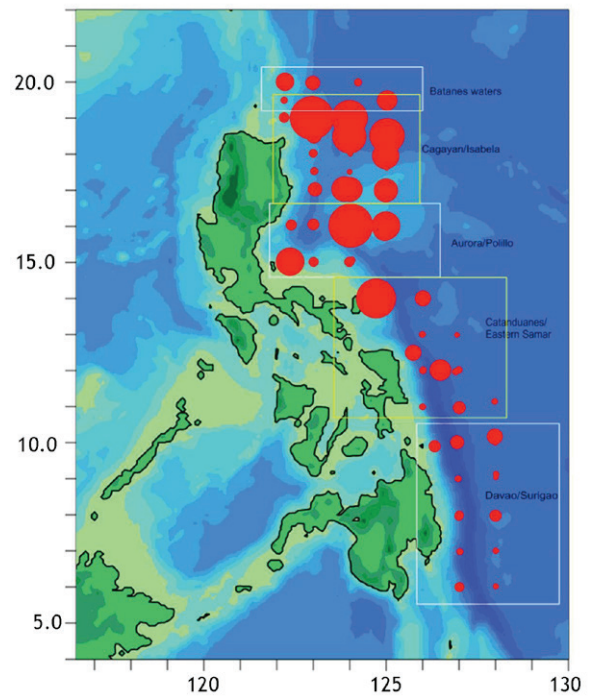 20.0
Batanes waters
Cagayan/Isabela
Aurora/Polillo
15.0
Catanduanes/
Eastern Samar
10.0
Davao/Surigao
5.0
120
125
130